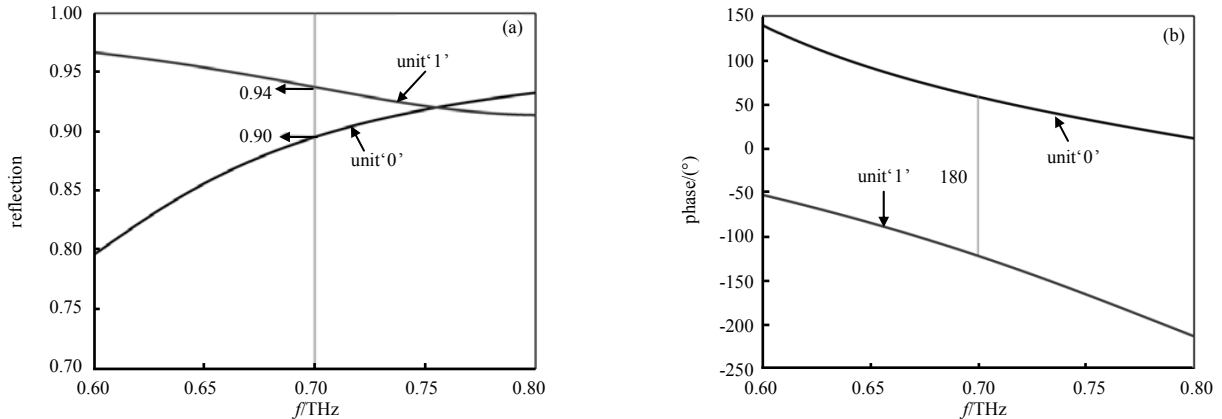 (a)
1.00
0.95
0.90
0.85
0.80
0.75
0.70
reflection
unit‘1’
0.94
0.90
unit‘0’
0.60 0.65 0.70 0.75 0.80
f/THz
(b)
150
100
50
0
-50
-100
-150
-200
-250
phase/(°)
unit‘0’
unit‘1’ 180
0.60 0.65 0.70 0.75 0.80
f/THz